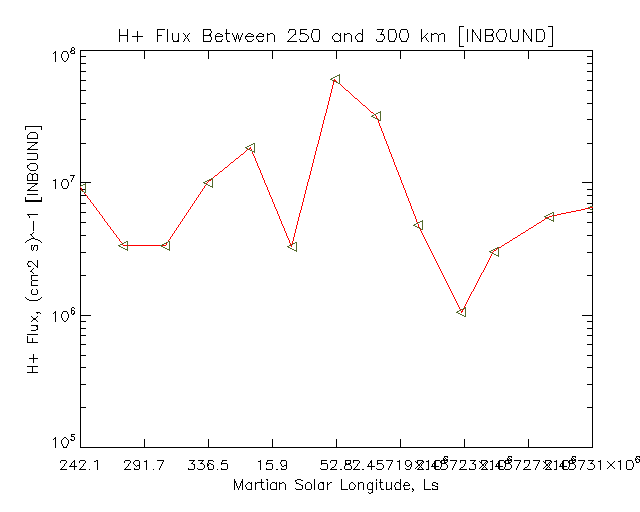 H+ Flux Between 250 and 300 km [INBOUND]
H+ Flux, (cm^2 s)^-1 [INBOUND]
10^8
10^7
10^6
10^5
242.1 291.7 336.5 15.9 52.8
Martian Solar Longitude, Ls